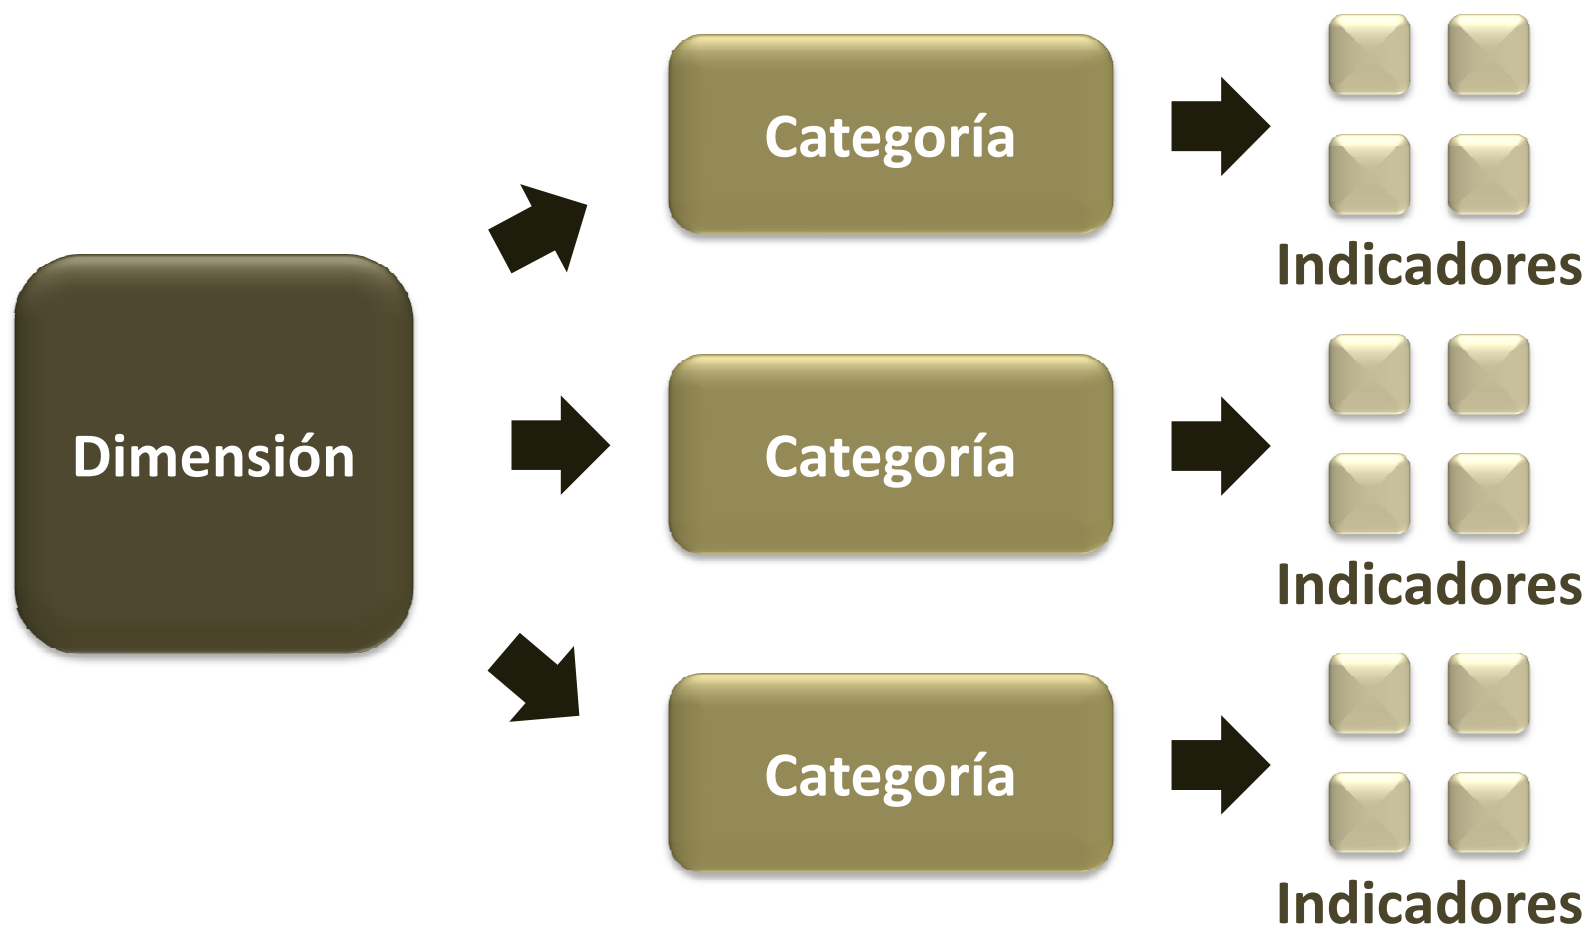 Categoría
Indicadores
Dimensión
Categoría
Indicadores
Categoría
Indicadores